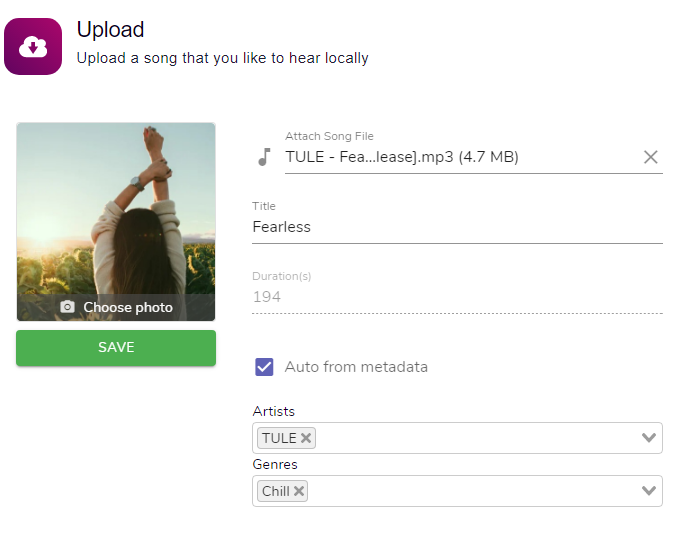 Upload
Upload a song that you like to hear locally
Attach Song File
TULE - Fea...lease].mp3 (4.7 MB)
Title
Fearless
Duration(s)
194
Choose photo
SAVE
Auto from metadata
Artists
TULE
Genres
Chill